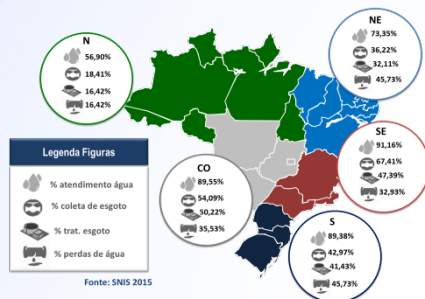 N
56,90%
18,41%
16,42%
16,42%
NE
73,35%
36,22%
32,11%
45,73%
SE
91,16%
67,41%
47,39%
32,93%
CO
89,55%
54,09%
50,22%
35,53%
S
89,38%
42,97%
41,43%
45,73%
Legenda Figuras
% atendimento água
% coleta de esgoto
% trat. esgoto
% perdas de água
Fonte: SNIS 2015